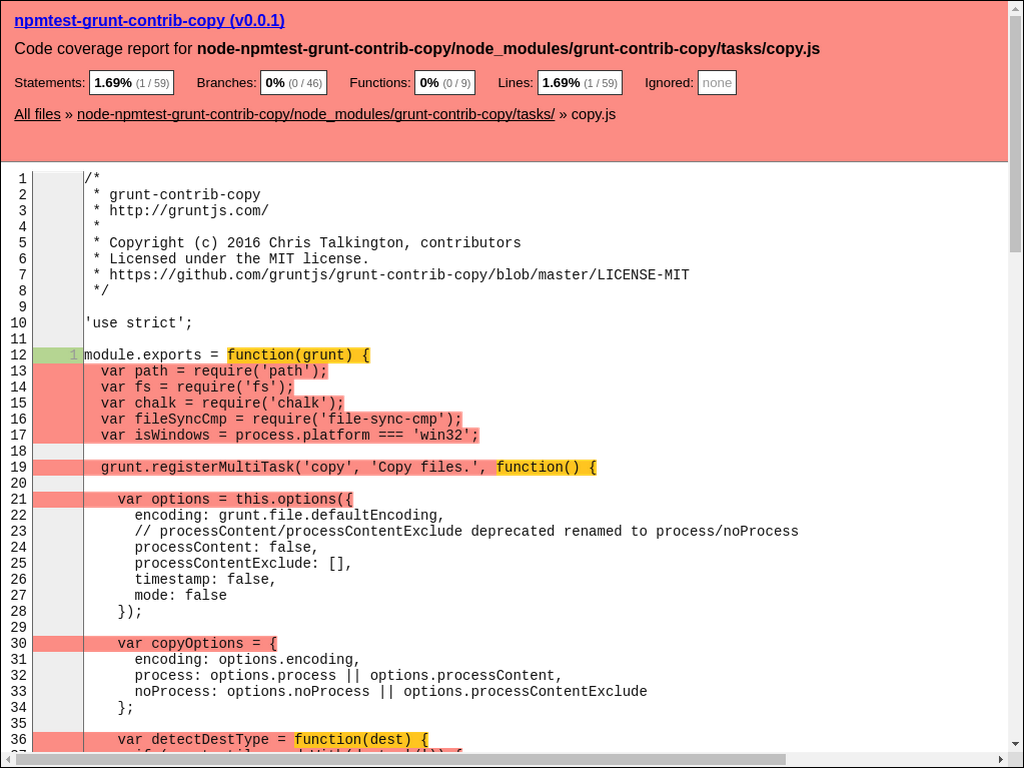 npmtest-grunt-contrib-copy (v0.0.1)
Code coverage report for node-npmtest-grunt-contrib-copy/node_modules/grunt-contrib-copy/tasks/copy.js
Statements: 1.69% (1 / 59) Branches: 0% (0 / 46) Functions: 0% (0 / 9) Lines: 1.69% (1 / 59) Ignored: none
All files » node-npmtest-grunt-contrib-copy/node_modules/grunt-contrib-copy/tasks/ » copy.js
1 /*
2 * grunt-contrib-copy
3 * http://gruntjs.com/
4 *
5 * Copyright (c) 2016 Chris Talkington, contributors
6 * Licensed under the MIT license.
7 * https://github.com/gruntjs/grunt-contrib-copy/blob/master/LICENSE-MIT
8 */
9
10 'use strict';
11
12 1 module.exports = function(grunt) {
13 var path = require('path');
14 var fs = require('fs');
15 var chalk = require('chalk');
16 var fileSyncCmp = require('file-sync-cmp');
17 var isWindows = process.platform === 'win32';
18
19 grunt.registerMultiTask('copy', 'Copy files.', function() {
20
21 var options = this.options({
22 encoding: grunt.file.defaultEncoding,
23 // processContent/processContentExclude deprecated renamed to process/noProcess
24 processContent: false,
25 processContentExclude: [],
26 timestamp: false,
27 mode: false
28 });
29
30 var copyOptions = {
31 encoding: options.encoding,
32 process: options.process || options.processContent,
33 noProcess: options.noProcess || options.processContentExclude
34 };
35
36 var detectDestType = function(dest) {